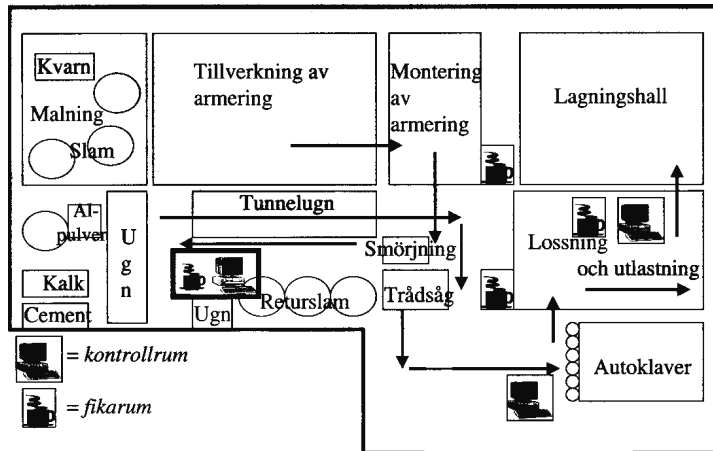 Kvarn
Malning
Slam
Tillverkning av
armering
Montering
av
armering
Lagningshall
Al-
pulver
U
g
n
Tunnelugn
Smörjning
Lossning
och utlastning
Kalk
Cement
Ugn
Returslam
Trådsåg
Autoklaver
= kontrollrum
= fikarum